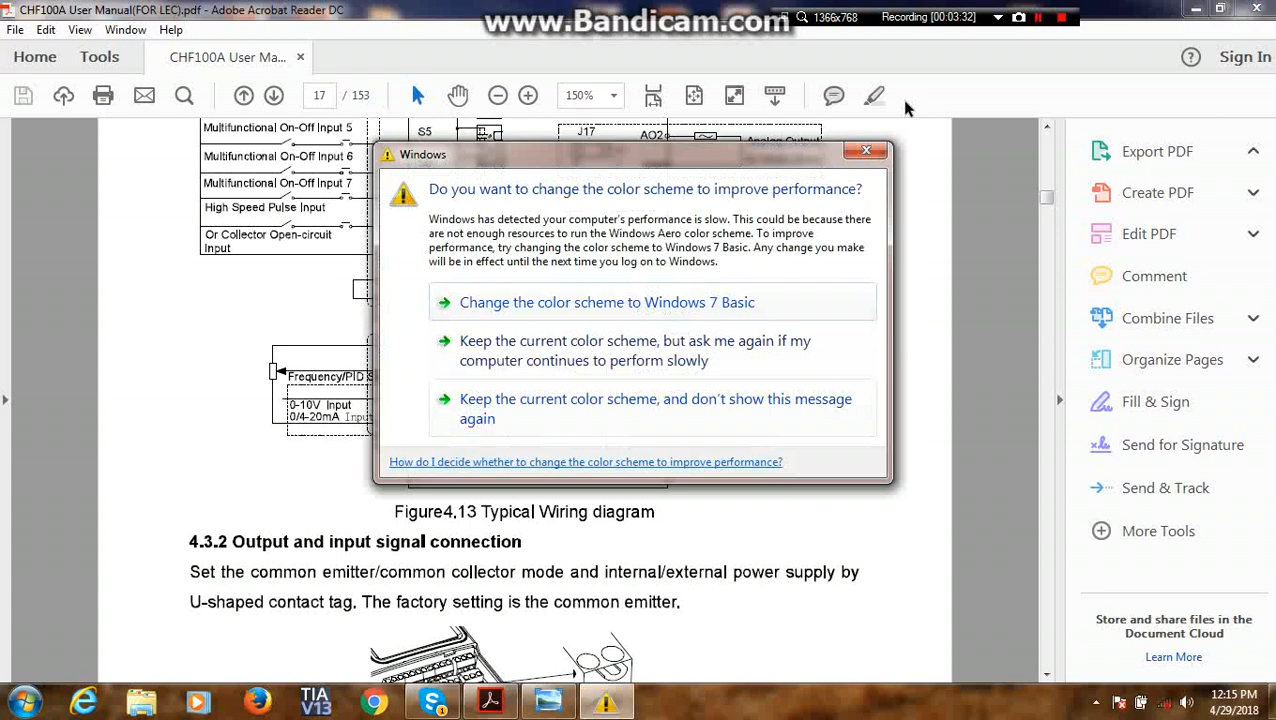 CHF100A User Manual(FOR LEC).pdf - Adobe Acrobat Reader DC
www.Bandicam.com
1366x768
Recording [00:03:32]
File Edit View Window Help
Home Tools CHF100A User Ma... × Sign In
17 / 153 150%
Multifunctional On-Off Input 5
S5
J17
AO2
Analog Output
Multifunctional On-Off Input 6
Multifunctional On-Off Input 7
High Speed Pulse Input
Or Collector Open-circuit
Input
Frequency/PID
0-10V Input
0/4-20mA
Windows
Do you want to change the color scheme to improve performance?
Windows has detected your computer's performance is slow. This could be because there
are not enough resources to run the Windows Aero color scheme. To improve
performance, try changing the color scheme to Windows 7 Basic. Any change you make
will be in effect until the next time you log on to Windows.
Change the color scheme to Windows 7 Basic
Keep the current color scheme, but ask me again if my
computer continues to perform slowly
Keep the current color scheme, and don't show this message
again
How do I decide whether to change the color scheme to improve performance?
Figure4.13 Typical Wiring diagram
4.3.2 Output and input signal connection
Set the common emitter/common collector mode and internal/external power supply by
U-shaped contact tag. The factory setting is the common emitter.
Export PDF
Create PDF
Edit PDF
Comment
Combine Files
Organize Pages
Fill & Sign
Send for Signature
Send & Track
More Tools
Store and share files in the
Document Cloud
Learn More
TIA
V13
12:15 PM
4/29/2018